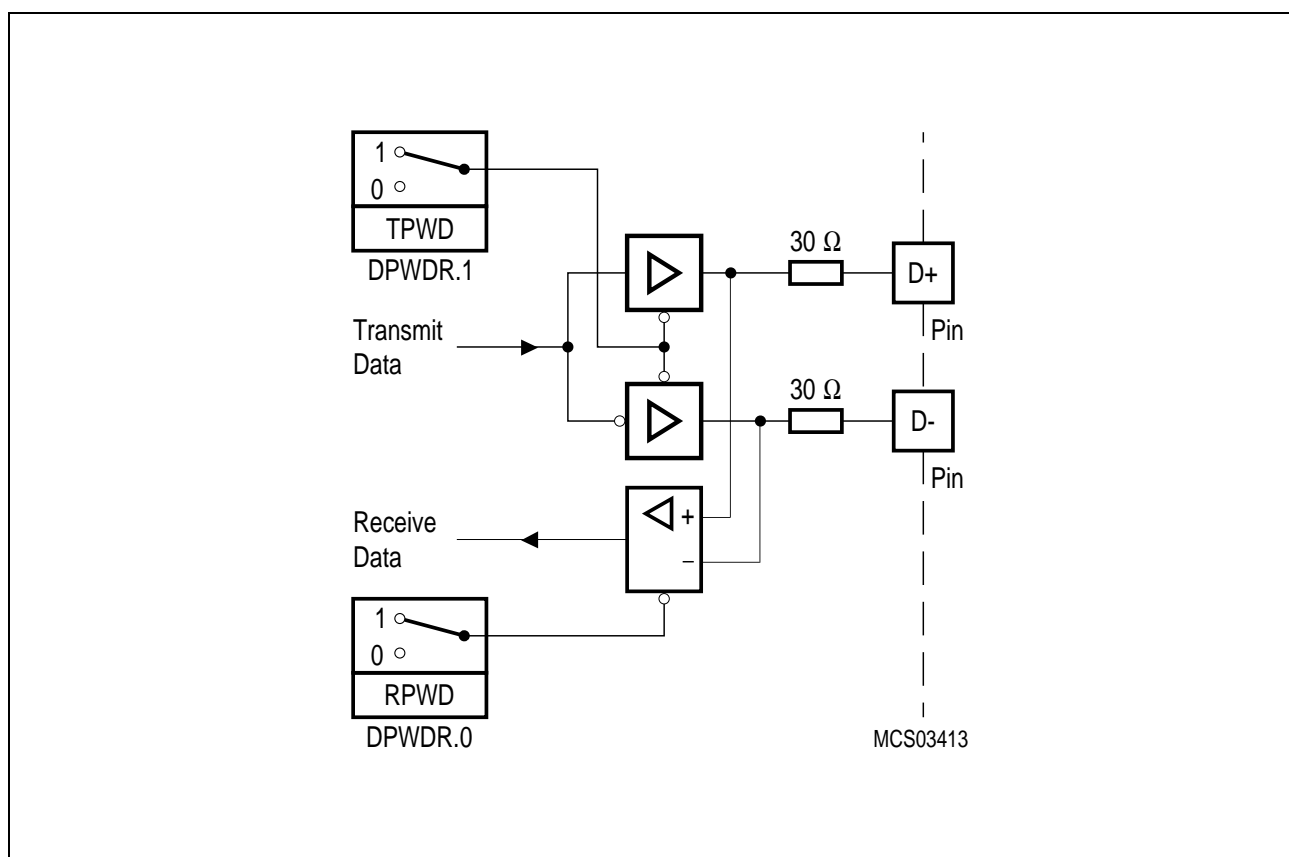 1
0
TPWD
DPWDR.1
30 Ω
D+
Pin
Transmit
Data
30 Ω
D-
Pin
+
−
Receive
Data
1
0
RPWD
DPWDR.0
MCS03413